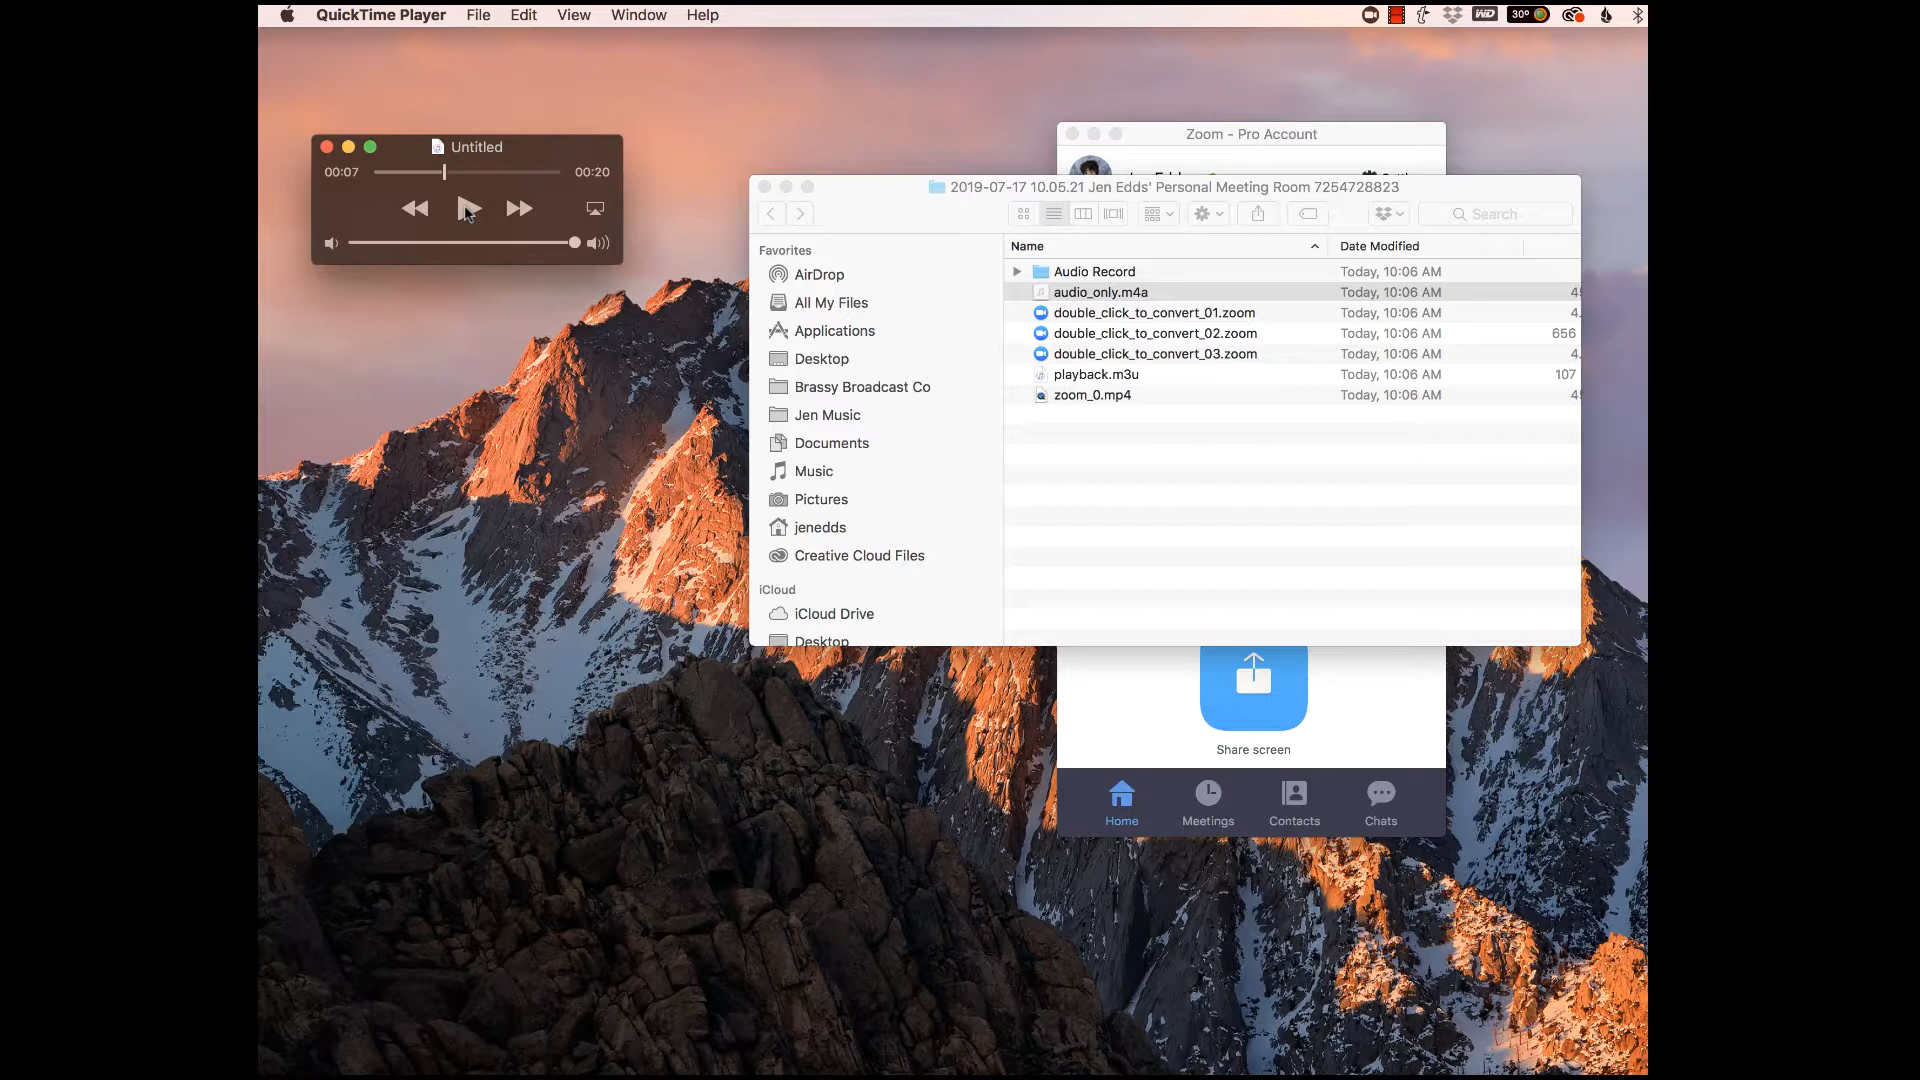 QuickTime Player File Edit View Window Help
WD 30°
Untitled
00:07 00:20
Zoom - Pro Account
2019-07-17 10.05.21 Jen Edds' Personal Meeting Room 7254728823
Search
Favorites
AirDrop
All My Files
Applications
Desktop
Brassy Broadcast Co
Jen Music
Documents
Music
Pictures
jenedds
Creative Cloud Files
iCloud
iCloud Drive
Desktop
Name Date Modified
Audio Record Today, 10:06 AM
audio_only.m4a Today, 10:06 AM 45
double_click_to_convert_01.zoom Today, 10:06 AM 4.
double_click_to_convert_02.zoom Today, 10:06 AM 656
double_click_to_convert_03.zoom Today, 10:06 AM 4.
playback.m3u Today, 10:06 AM 107
zoom_0.mp4 Today, 10:06 AM 45
Share screen
Home Meetings Contacts Chats